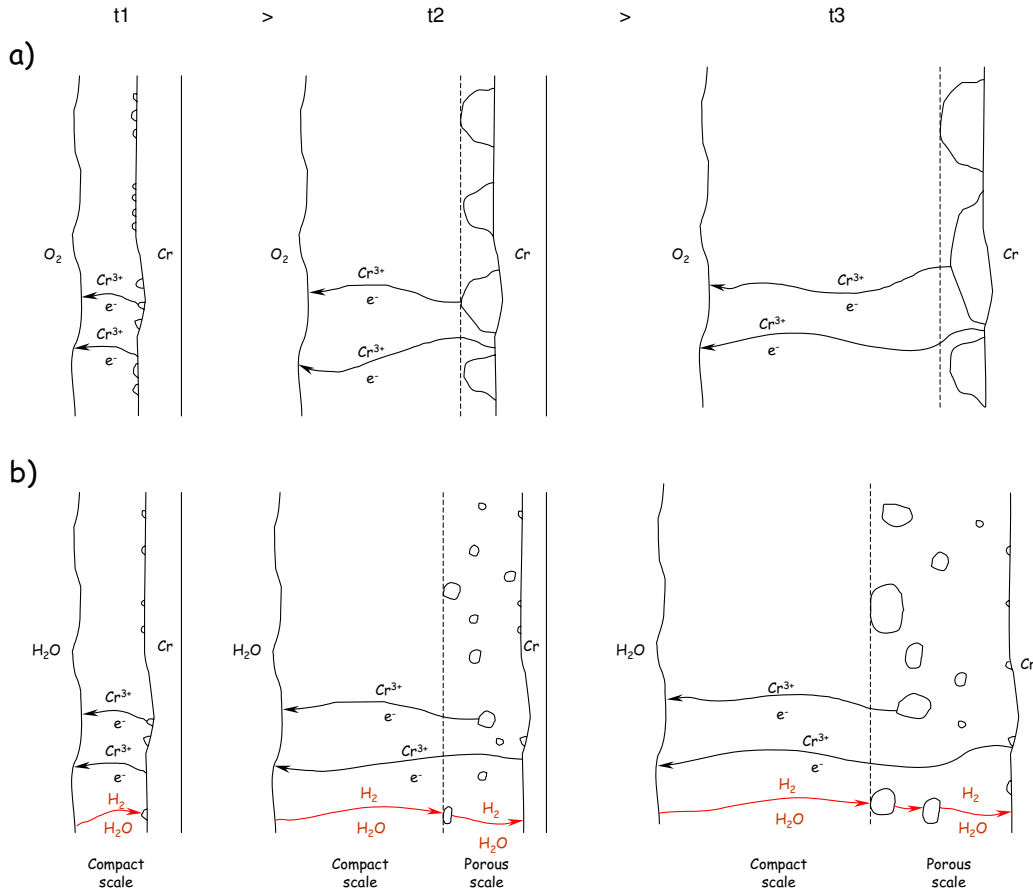 t1 > t2 > t3
a)
O₂ Cr O₂ Cr O₂ Cr
Cr³⁺ Cr³⁺ Cr³⁺
e⁻ e⁻ e⁻
Cr³⁺ Cr³⁺ Cr³⁺
e⁻ e⁻ e⁻
b)
H₂O Cr H₂O Cr H₂O Cr
Cr³⁺ Cr³⁺ Cr³⁺
e⁻ e⁻ e⁻
Cr³⁺ Cr³⁺ Cr³⁺
e⁻ e⁻ e⁻
H₂ H₂ H₂ H₂ H₂
H₂O H₂O H₂O H₂O H₂O
Compact Compact Porous Compact Porous
scale scale scale scale scale